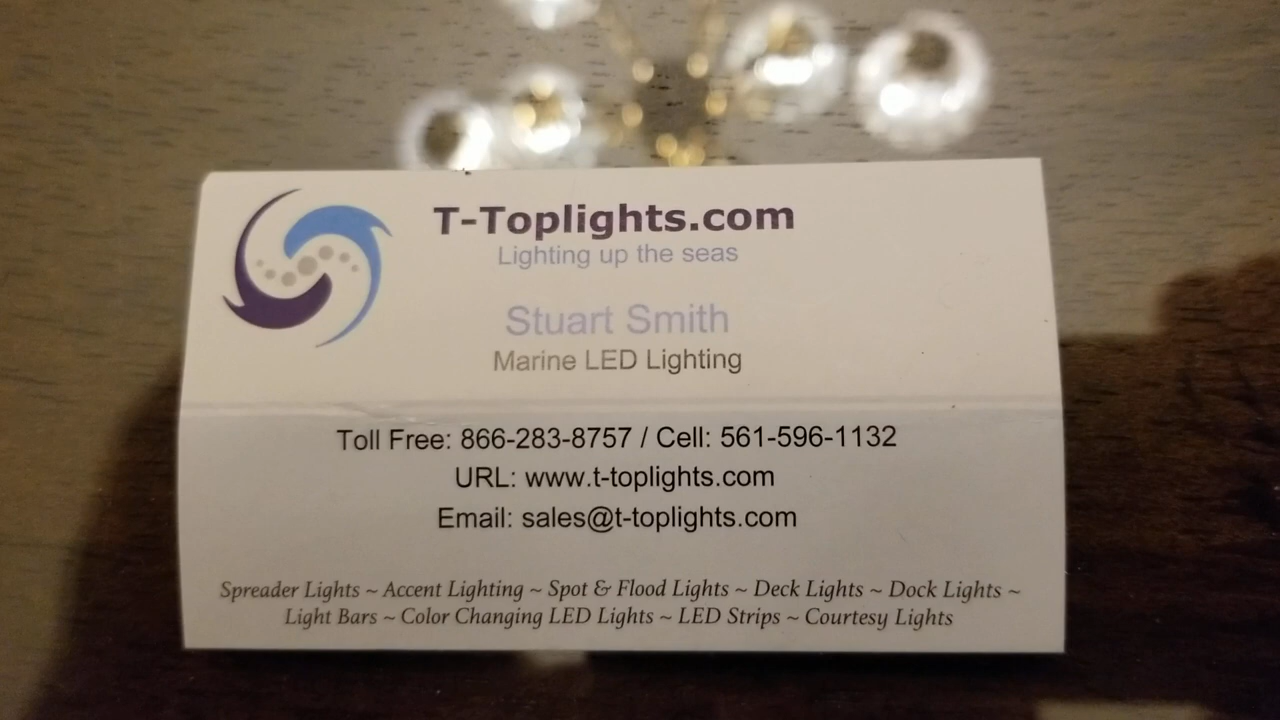 T-Toplights.com
Lighting up the seas
Stuart Smith
Marine LED Lighting
Toll Free: 866-283-8757 / Cell: 561-596-1132
URL: www.t-toplights.com
Email: sales@t-toplights.com
Spreader Lights ~ Accent Lighting ~ Spot & Flood Lights ~ Deck Lights ~ Dock Lights ~
Light Bars ~ Color Changing LED Lights ~ LED Strips ~ Courtesy Lights